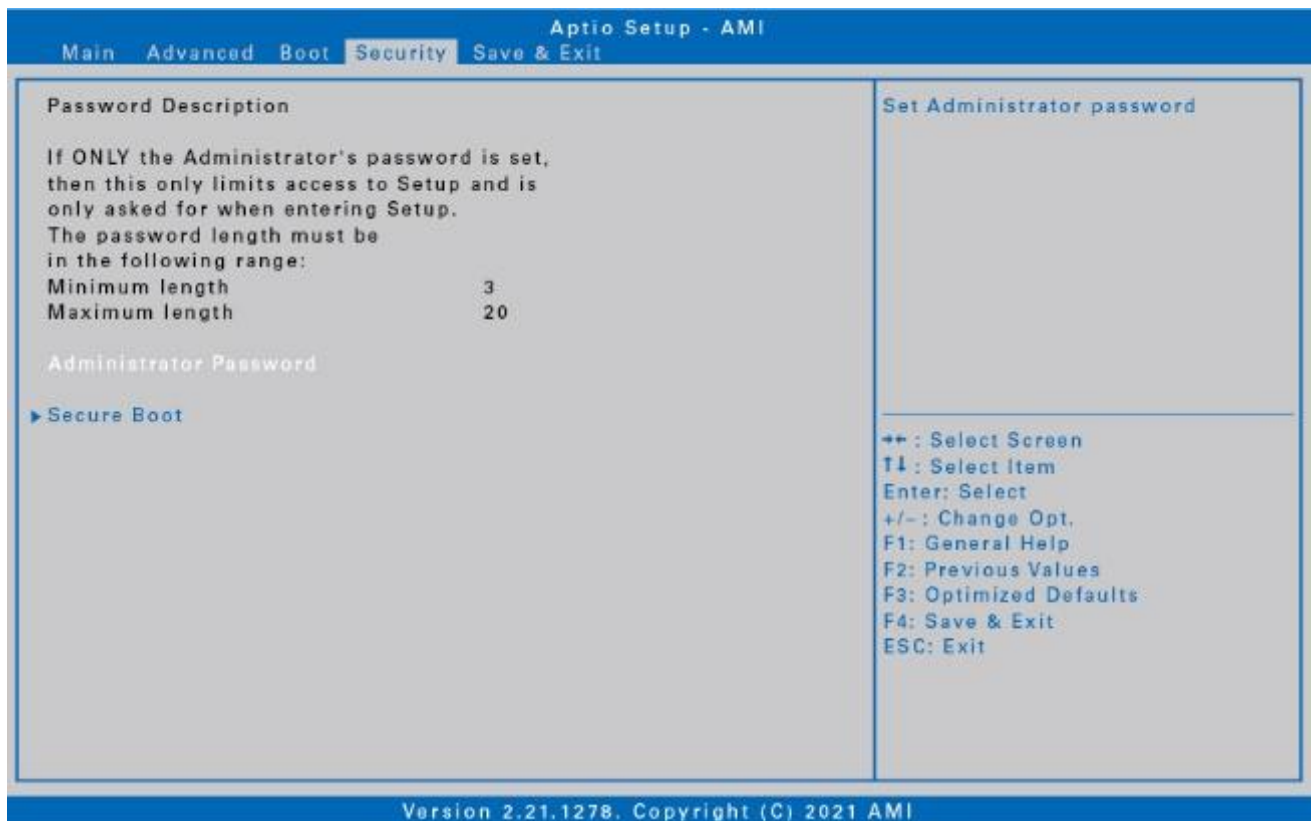 Aptio Setup - AMI
Main Advanced Boot Security Save & Exit
Password Description
If ONLY the Administrator's password is set,
then this only limits access to Setup and is
only asked for when entering Setup.
The password length must be
in the following range:
Minimum length 3
Maximum length 20
Administrator Password
▶ Secure Boot
Set Administrator password
→← : Select Screen
↑↓ : Select Item
Enter: Select
+/- : Change Opt.
F1: General Help
F2: Previous Values
F3: Optimized Defaults
F4: Save & Exit
ESC: Exit
Version 2.21.1278. Copyright (C) 2021 AMI